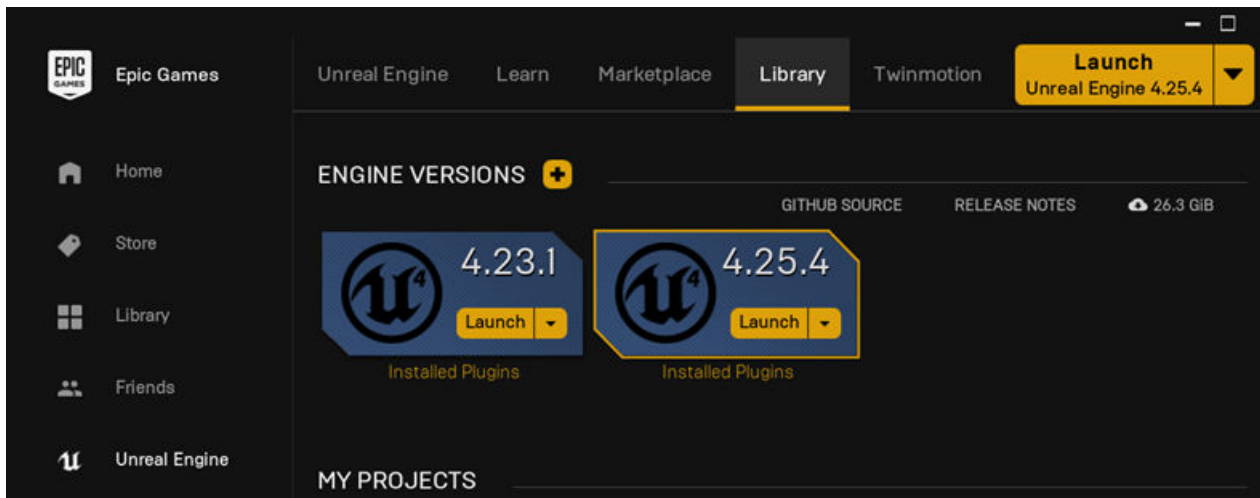 EPIC
GAMES
Epic Games
Home
Store
Library
Friends
Unreal Engine
Unreal Engine Learn Marketplace Library Twinmotion
Launch
Unreal Engine 4.25.4
ENGINE VERSIONS
GITHUB SOURCE RELEASE NOTES 26.3 GiB
4.23.1
Launch
Installed Plugins
4.25.4
Launch
Installed Plugins
MY PROJECTS